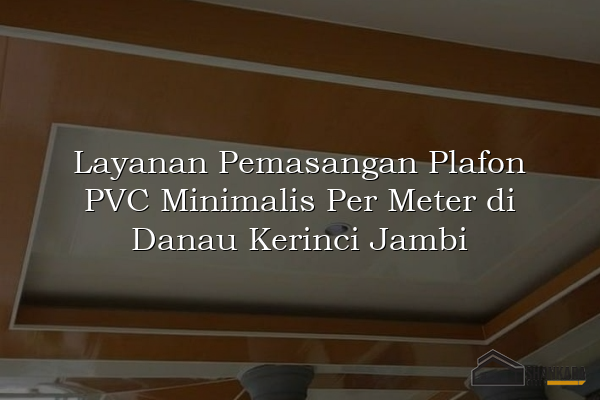 Layanan Pemasangan Plafon
PVC Minimalis Per Meter di
Danau Kerinci Jambi